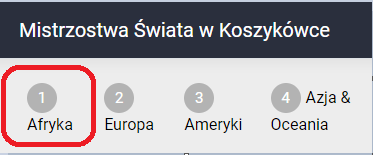 Mistrzostwa Świata w Koszykówce
1 Afryka
2 Europa
3 Ameryki
4 Azja &
Oceania